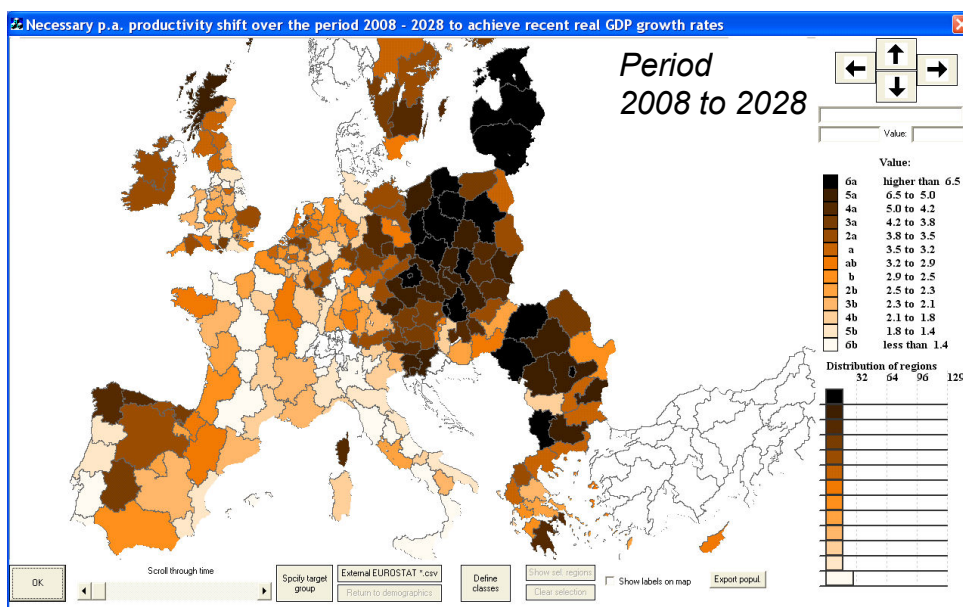 Necessary p.a. productivity shift over the period 2008 - 2028 to achieve recent real GDP growth rates
Period
2008 to 2028
Value:
Value:
6a higher than 6.5
5a 6.5 to 5.0
4a 5.0 to 4.2
3a 4.2 to 3.8
2a 3.8 to 3.5
a 3.5 to 3.2
ab 3.2 to 2.9
b 2.9 to 2.5
2b 2.5 to 2.3
3b 2.3 to 2.1
4b 2.1 to 1.8
5b 1.8 to 1.4
6b less than 1.4
Distribution of regions
32 64 96 129
OK
Scroll through time
Spcify target
group
External EUROSTAT *.csv
Return to demographics
Define
classes
Show sel. regions
Clear selection
Show labels on map
Export popul.